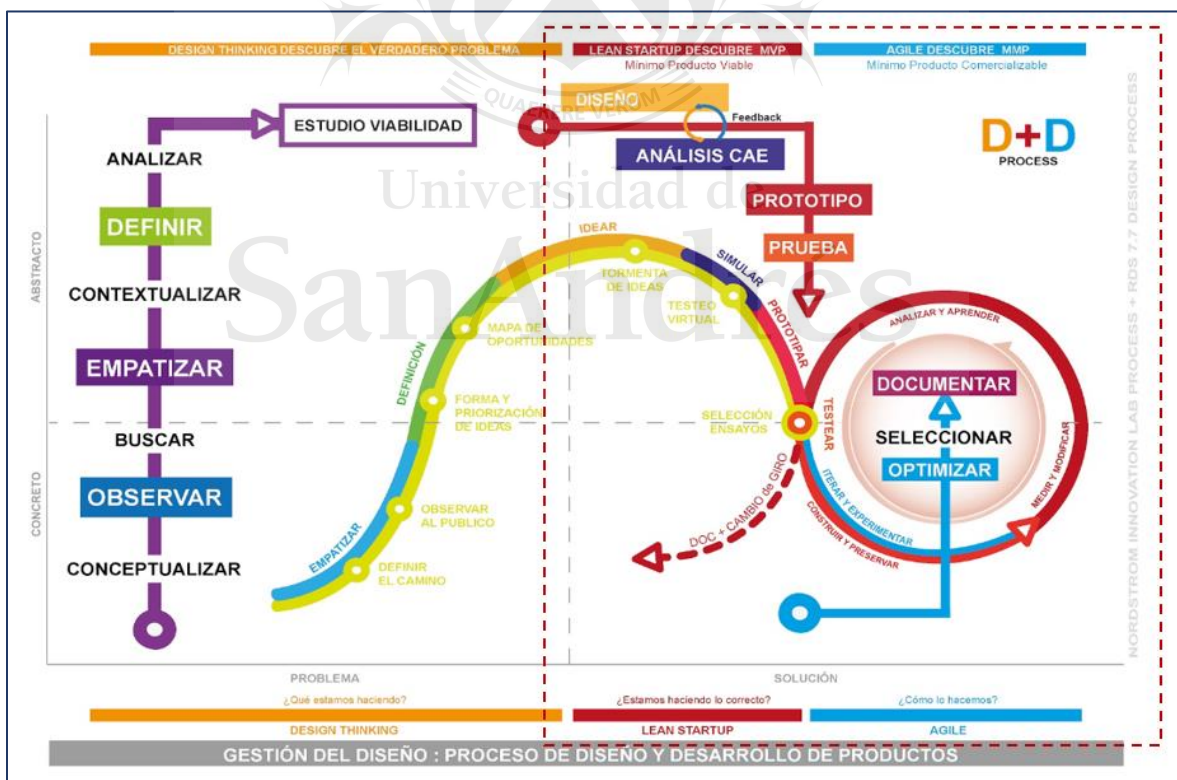 DESIGN THINKING DESCUBRE EL VERDADERO PROBLEMA
LEAN STARTUP DESCUBRE MVP
Mínimo Producto Viable
AGILE DESCUBRE MMP
Mínimo Producto Comercializable
QUAERERE VERUM
Universidad de
SanAndres
ESTUDIO VIABILIDAD
ANALIZAR
DEFINIR
CONTEXTUALIZAR
EMPATIZAR
BUSCAR
OBSERVAR
CONCEPTUALIZAR
ABSTRACTO
CONCRETO
DISEÑO
Feedback
ANÁLISIS CAE
PROTOTIPO
PRUEBA
D+D
PROCESS
IDEAR
TORMENTA
DE IDEAS
SIMULAR
TESTEO
VIRTUAL
PROTOTIPAR
MAPA DE
OPORTUNIDADES
DEFINICIÓN
FORMA Y
PRIORIZACIÓN
DE IDEAS
SELECCIÓN
ENSAYOS
TESTEAR
OBSERVAR
AL PUBLICO
EMPATIZAR
DEFINIR
EL CAMINO
DOC + CAMBIO de GIRO
ITERAR Y EXPERIMENTAR
CONSTRUIR Y PRESERVAR
ANALIZAR Y APRENDER
MEDIR Y MODIFICAR
DOCUMENTAR
SELECCIONAR
OPTIMIZAR
NORDSTROM INNOVATION LAB PROCESS + RDS 7,7 DESIGN PROCESS
PROBLEMA
SOLUCIÓN
¿Qué estamos haciendo?
¿Estamos haciendo lo correcto?
¿Cómo lo hacemos?
DESIGN THINKING
LEAN STARTUP
AGILE
GESTIÓN DEL DISEÑO : PROCESO DE DISEÑO Y DESARROLLO DE PRODUCTOS